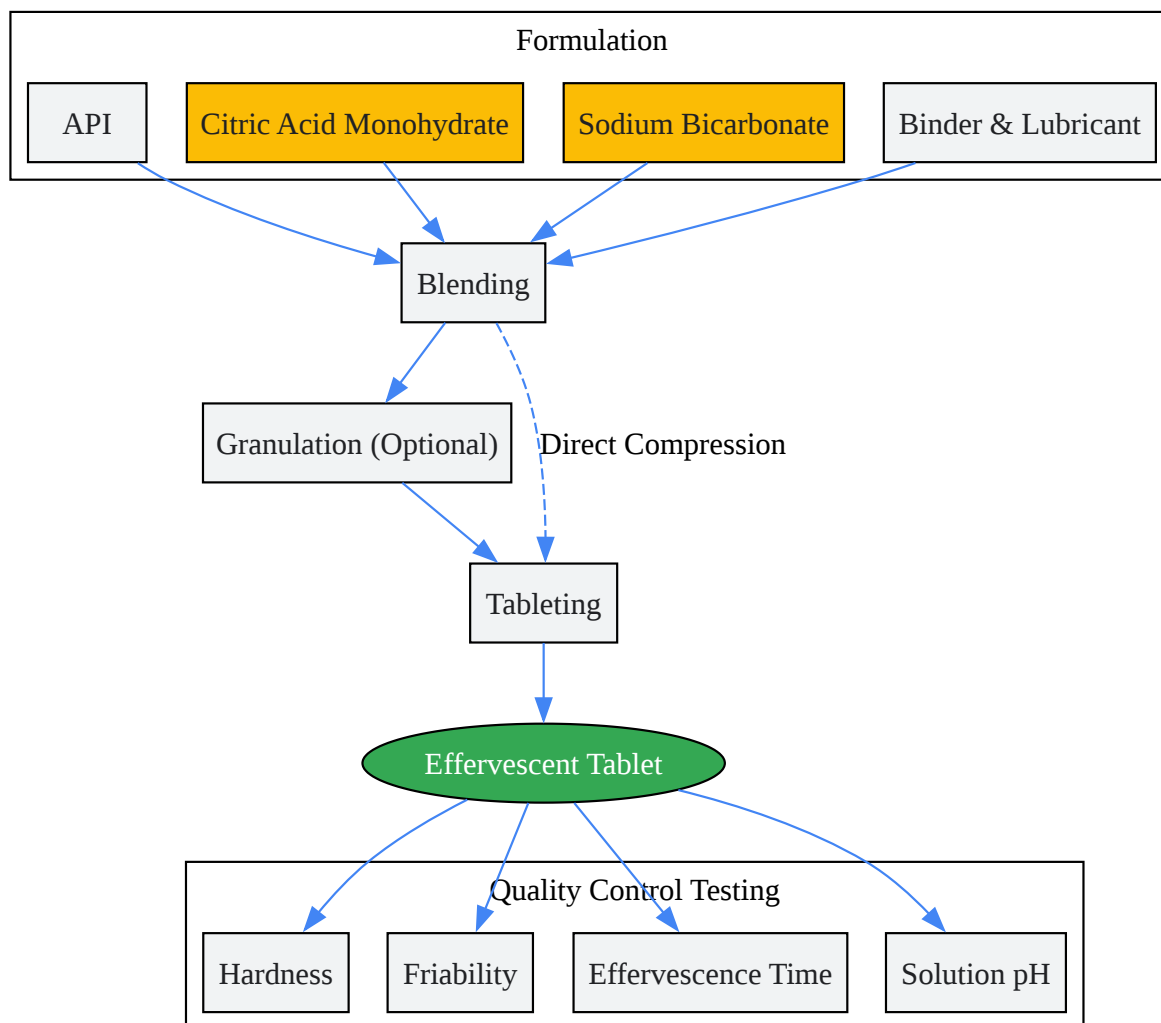 Formulation
API
Citric Acid Monohydrate
Sodium Bicarbonate
Binder & Lubricant
Blending
Granulation (Optional)
Direct Compression
Tableting
Effervescent Tablet
Quality Control Testing
Hardness
Friability
Effervescence Time
Solution pH